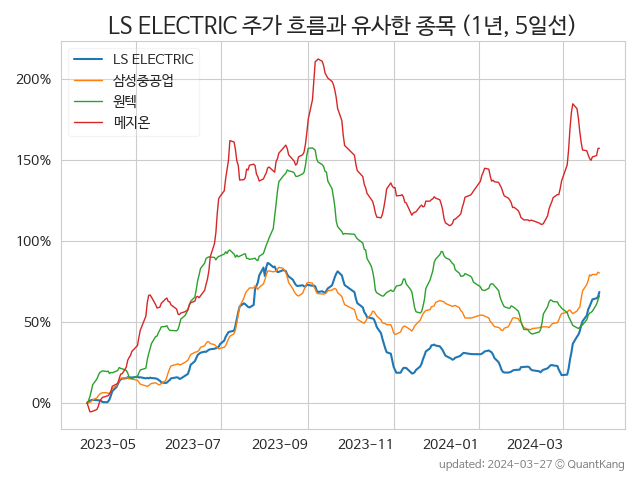 LS ELECTRIC 주가 흐름과 유사한 종목 (1년, 5일선)
LS ELECTRIC
삼성중공업
원텍
메지온
200%
150%
100%
50%
0%
2023-05 2023-07 2023-09 2023-11 2024-01 2024-03
updated: 2024-03-27 © QuantKang